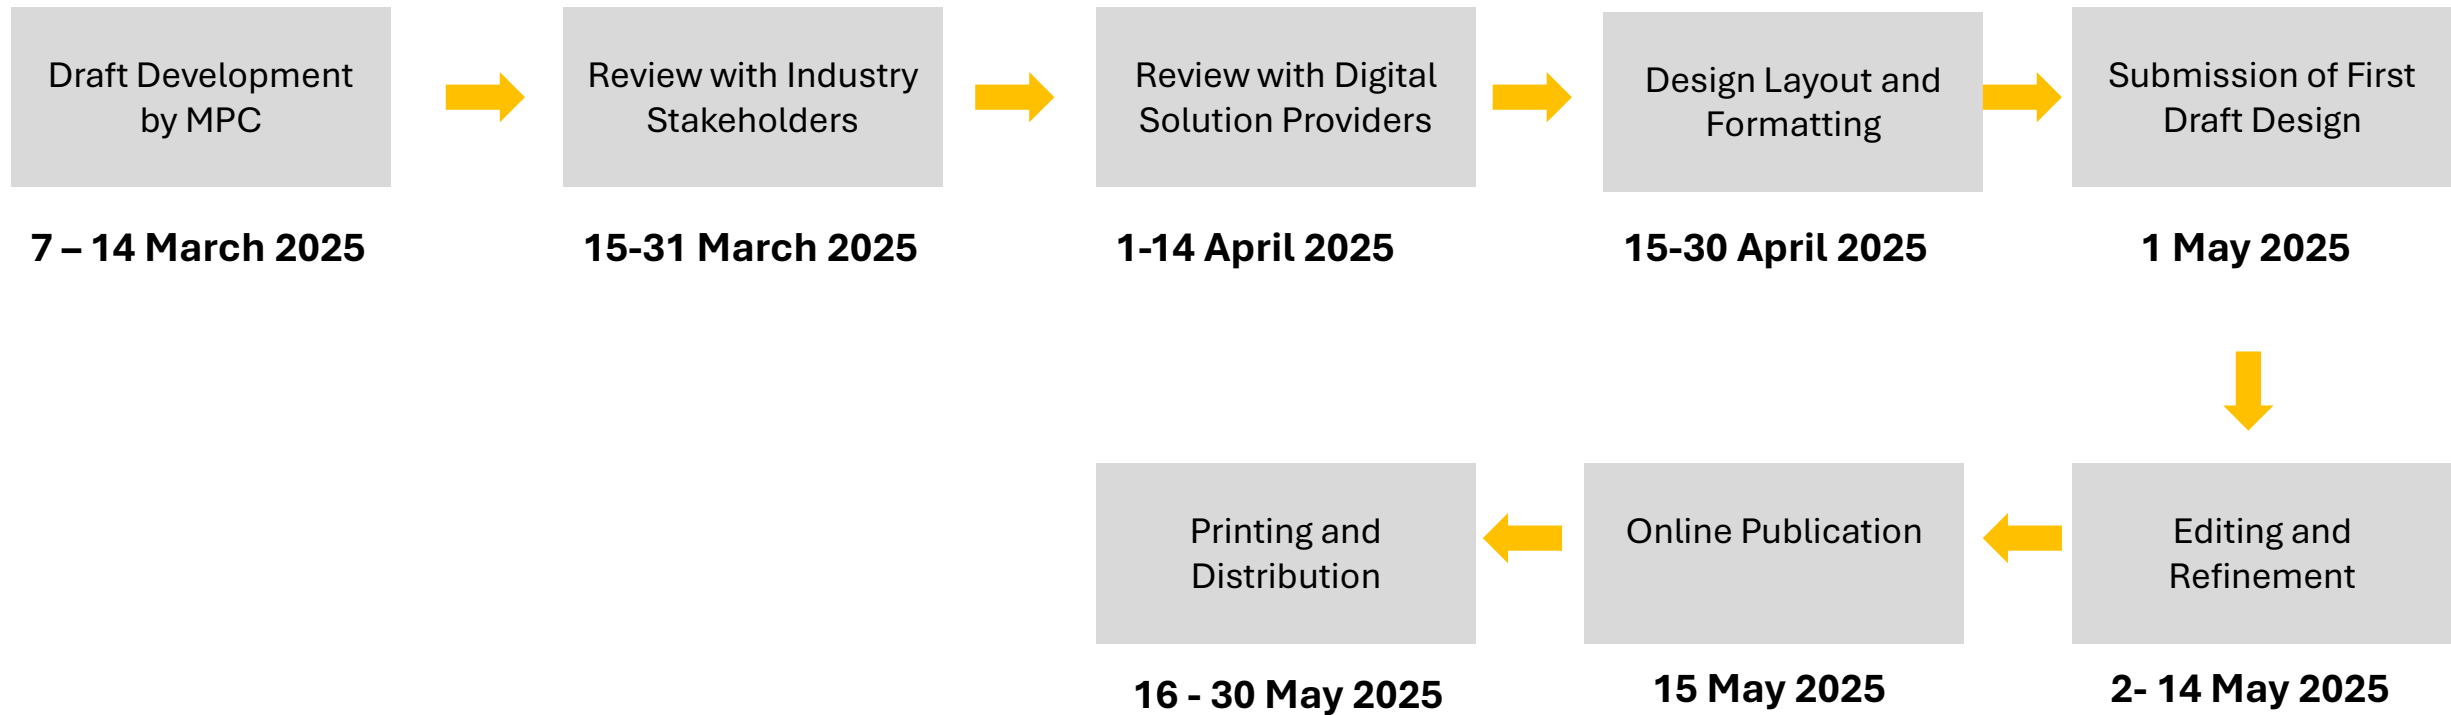 Draft Development
by MPC
7 – 14 March 2025
Review with Industry
Stakeholders
15-31 March 2025
Review with Digital
Solution Providers
1-14 April 2025
Design Layout and
Formatting
15-30 April 2025
Submission of First
Draft Design
1 May 2025
Editing and
Refinement
2- 14 May 2025
Online Publication
15 May 2025
Printing and
Distribution
16 - 30 May 2025